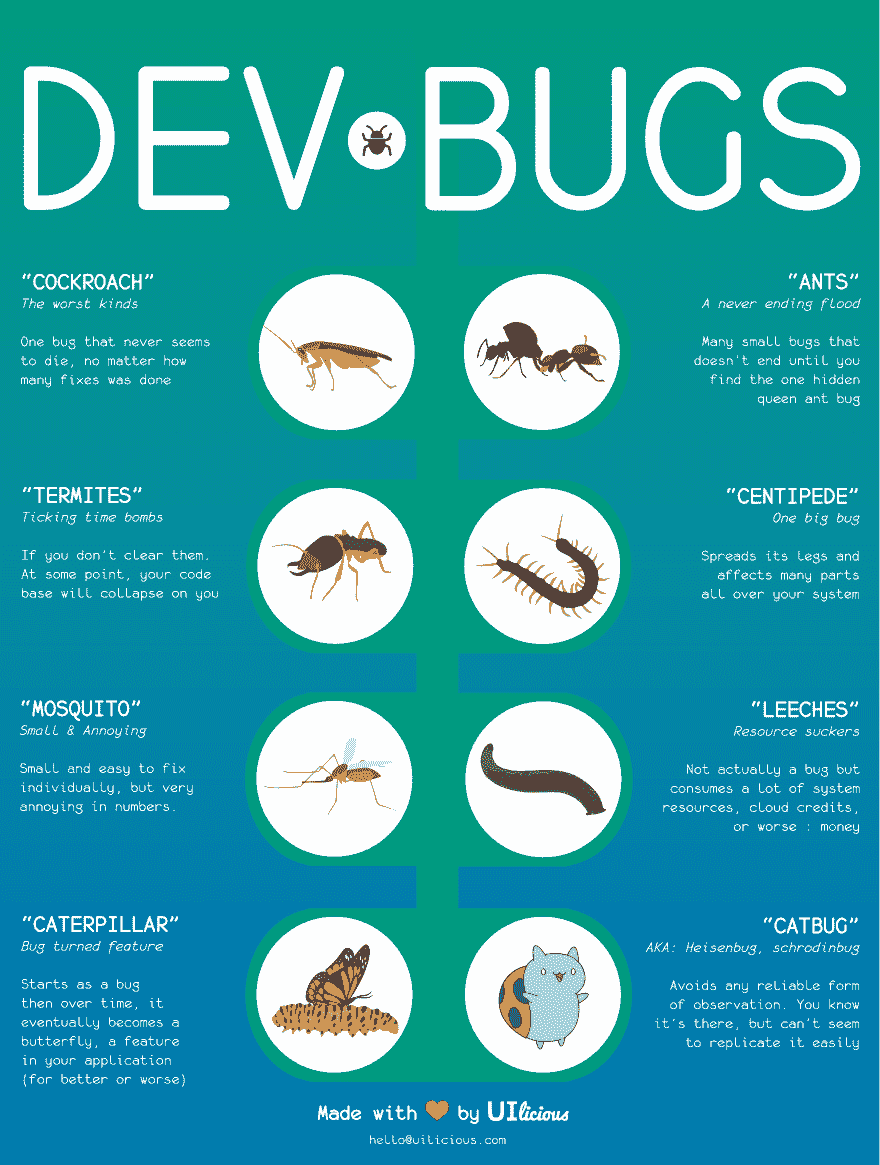 DEV BUGS
"COCKROACH"
The worst kinds
One bug that never seems
to die, no matter how
many fixes was done
"ANTS"
A never ending flood
Many small bugs that
doesn't end until you
find the one hidden
queen ant bug
"TERMITES"
Ticking time bombs
If you don't clear them.
At some point, your code
base will collapse on you
"CENTIPEDE"
One big bug
Spreads its legs and
affects many parts
all over your system
"MOSQUITO"
Small & Annoying
Small and easy to fix
individually, but very
annoying in numbers.
"LEECHES"
Resource suckers
Not actually a bug but
consumes a lot of system
resources, cloud credits,
or worse : money
"CATERPILLAR"
Bug turned feature
Starts as a bug
then over time, it
eventually becomes a
butterfly, a feature
in your application
(for better or worse)
"CATBUG"
AKA: Heisenbug, schrodinbug
Avoids any reliable form
of observation. You know
it's there, but can't seem
to replicate it easily
Made with by UIlicious
hello@uilicious.com